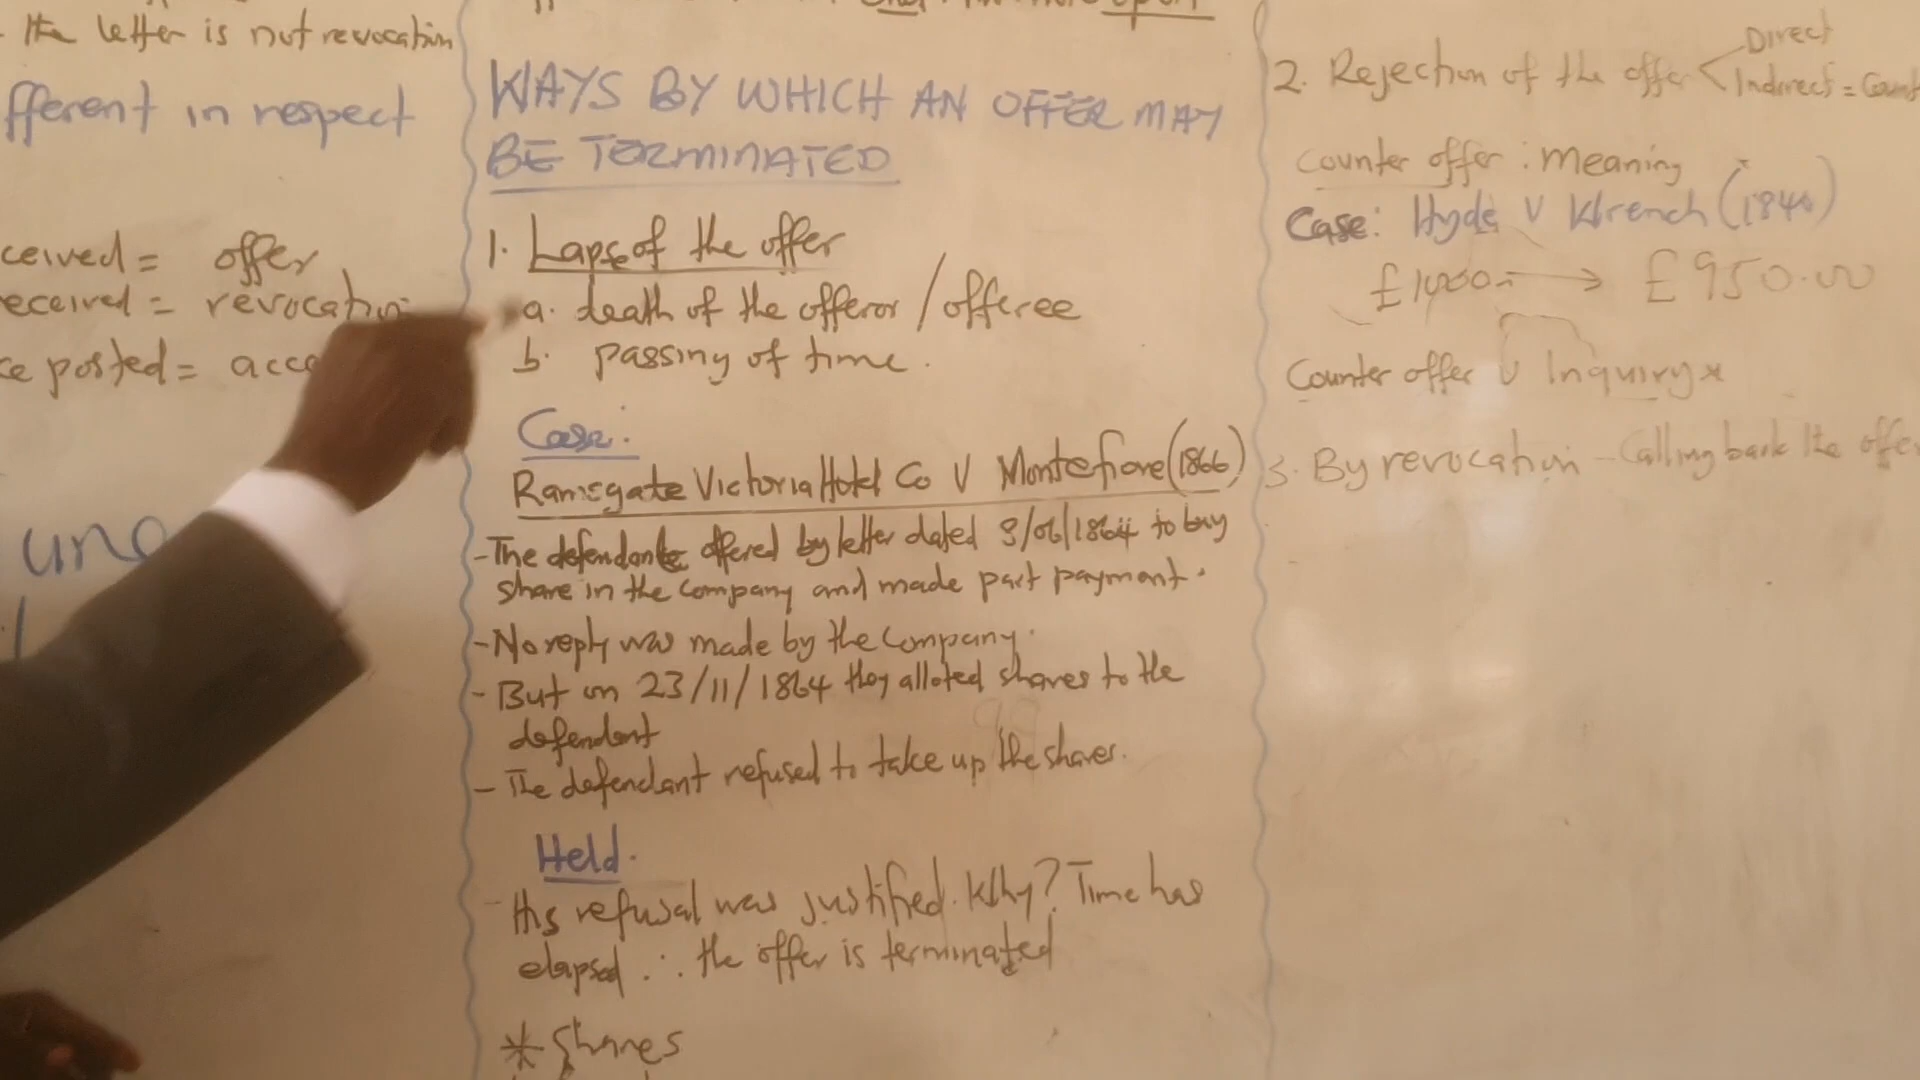 the letter is not revocation
fferent in respect
ceived = offer
eceived = revocation
ce posted = acce
und
WAYS BY WHICH AN OFFER MAY
BE TERMINATED
1. Lapse of the offer
a. death of the offeror / offeree
b. passing of time.
Case:
Ramsgate Victoria Hotel Co V Montefiore (1866)
- The defendant offered by letter dated 8/06/1864 to buy
share in the company and made part payment.
- No reply was made by the Company.
- But on 23/11/1864 they alloted shares to the
defendant
- The defendant refused to take up the shares.
Held.
- His refusal was justified. Why? Time has
elapsed ∴ the offer is terminated
* Shares
2. Rejection of the offer < Direct
Indirect = Count
Counter offer : meaning
Case: Hyde V Wrench (1840)
£1,000 → £950.00
Counter offer V Inquiry x
3. By revocation - Calling back the offer